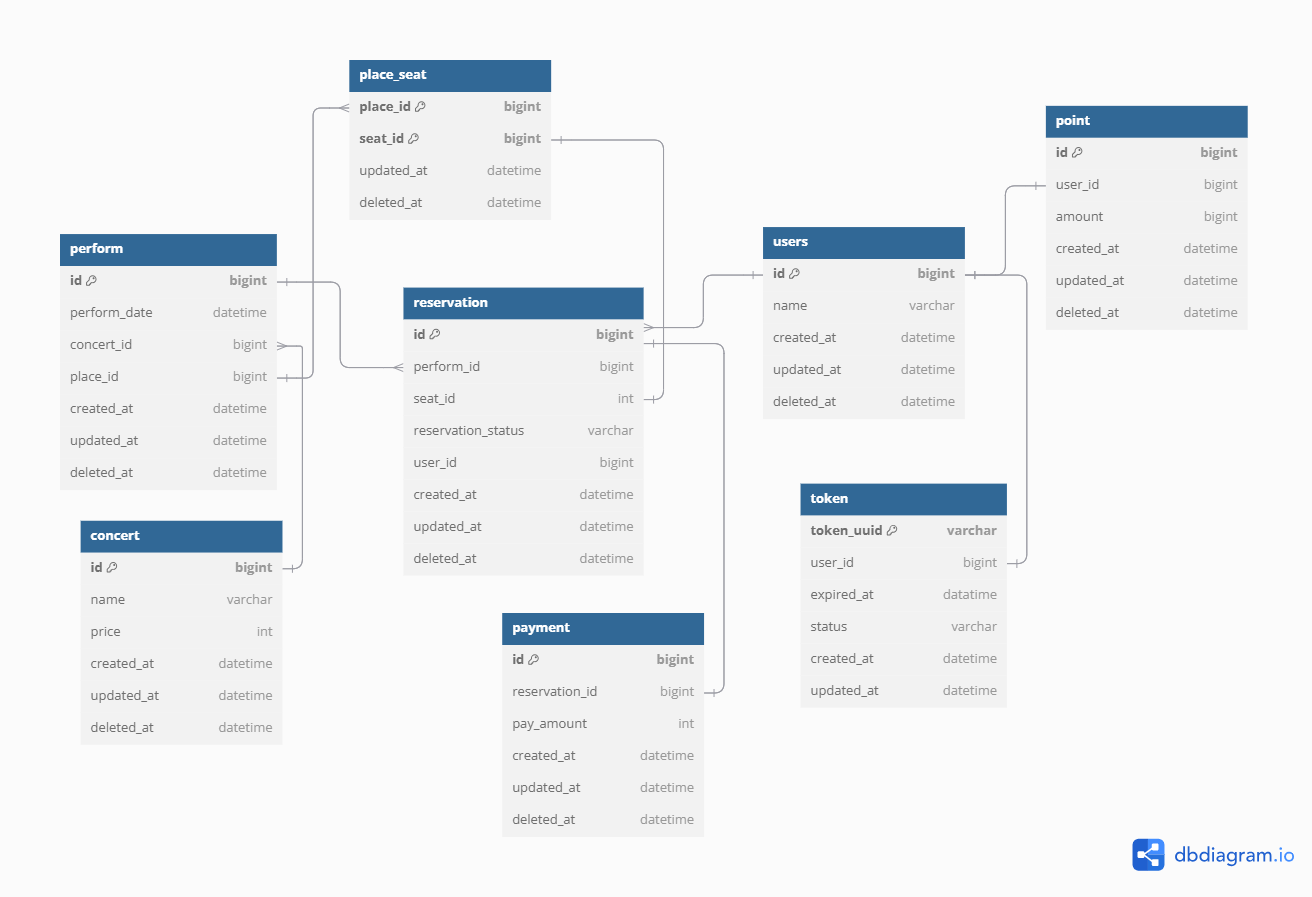 place_seat
place_id bigint
seat_id bigint
updated_at datetime
deleted_at datetime
point
id bigint
user_id bigint
amount bigint
created_at datetime
updated_at datetime
deleted_at datetime
perform
id bigint
perform_date datetime
concert_id bigint
place_id bigint
created_at datetime
updated_at datetime
deleted_at datetime
users
id bigint
name varchar
created_at datetime
updated_at datetime
deleted_at datetime
reservation
id bigint
perform_id bigint
seat_id int
reservation_status varchar
user_id bigint
created_at datetime
updated_at datetime
deleted_at datetime
concert
id bigint
name varchar
price int
created_at datetime
updated_at datetime
deleted_at datetime
token
token_uuid varchar
user_id bigint
expired_at datatime
status varchar
created_at datetime
updated_at datetime
payment
id bigint
reservation_id bigint
pay_amount int
created_at datetime
updated_at datetime
deleted_at datetime
dbdiagram.io